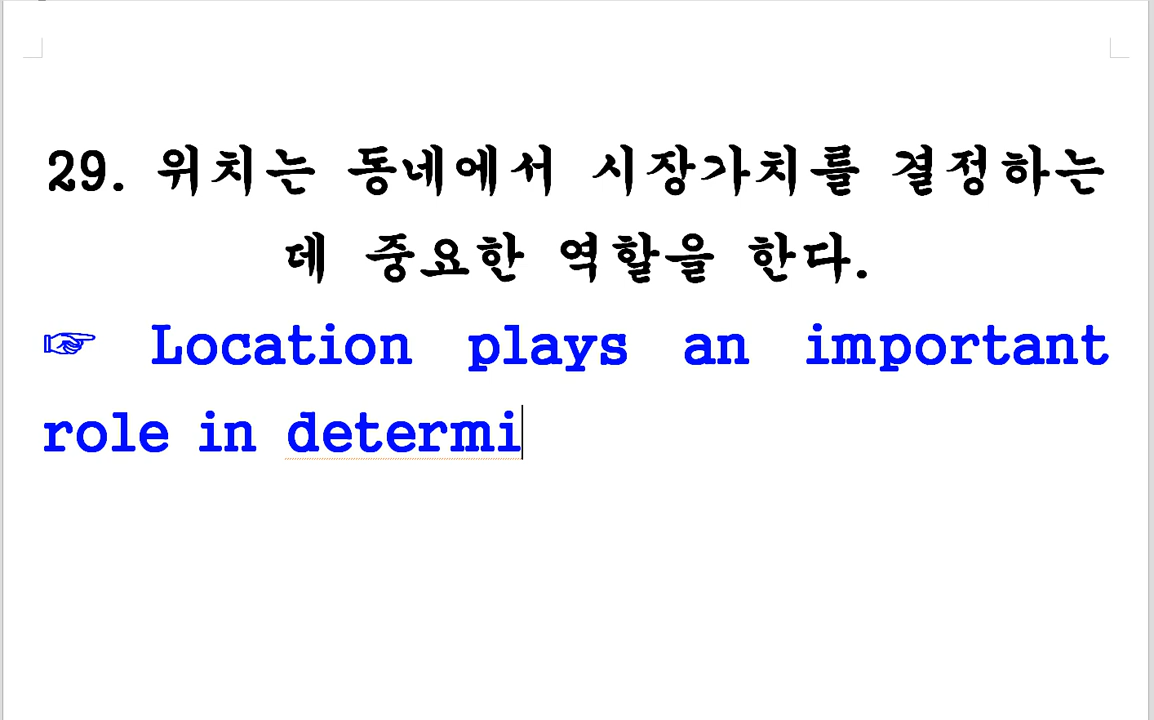 29. 위치는 동네에서 시장가치를 결정하는
데 중요한 역할을 한다.
☞ Location plays an important
role in determi